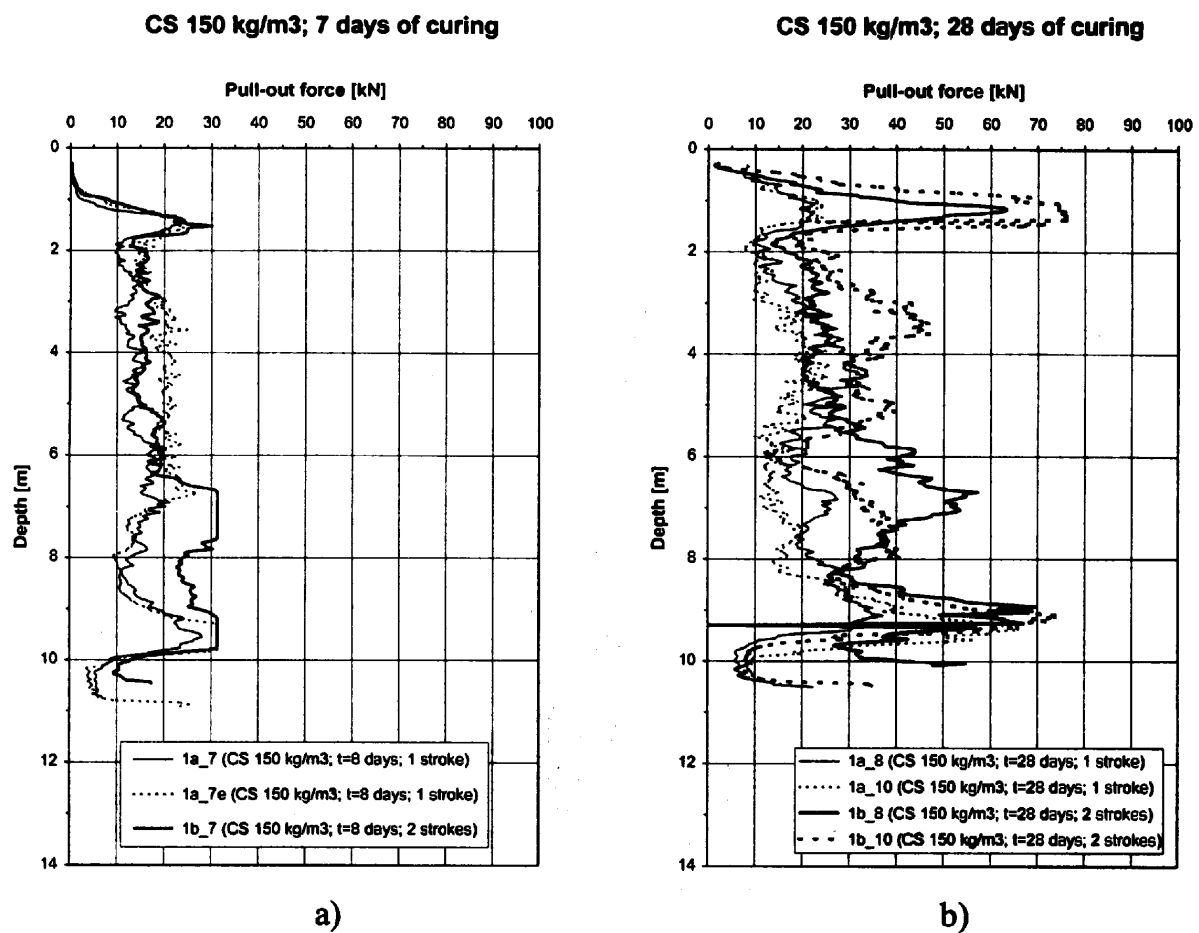 CS 150 kg/m3; 7 days of curing
Pull-out force [kN]
0 10 20 30 40 50 60 70 80 90 100
0
2
4
6
8
10
12
14
Depth [m]
1a_7 (CS 150 kg/m3; t=8 days; 1 stroke)
1a_7e (CS 150 kg/m3; t=8 days; 1 stroke)
1b_7 (CS 150 kg/m3; t=8 days; 2 strokes)
a)
CS 150 kg/m3; 28 days of curing
Pull-out force [kN]
0 10 20 30 40 50 60 70 80 90 100
0
2
4
6
8
10
12
14
Depth [m]
1a_8 (CS 150 kg/m3; t=28 days; 1 stroke)
1a_10 (CS 150 kg/m3; t=28 days; 1 stroke)
1b_8 (CS 150 kg/m3; t=28 days; 2 strokes)
1b_10 (CS 150 kg/m3; t=28 days; 2 strokes)
b)